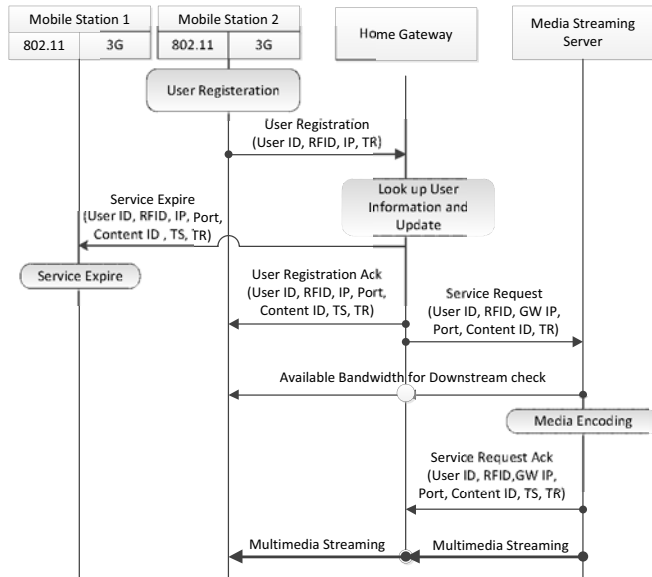 Mobile Station 1
Mobile Station 2
Home Gateway
Media Streaming
Server
802.11
3G
802.11
3G
User Registeration
User Registration
(User ID, RFID, IP, TR)
Look up User
Information and
Update
Service Expire
(User ID, RFID, IP, Port,
Content ID , TS, TR)
Service Expire
User Registration Ack
(User ID, RFID, IP, Port,
Content ID, TS, TR)
Service Request
(User ID, RFID, GW IP,
Port, Content ID, TR)
Available Bandwidth for Downstream check
Media Encoding
Service Request Ack
(User ID, RFID,GW IP,
Port, Content ID, TS, TR)
Multimedia Streaming
Multimedia Streaming